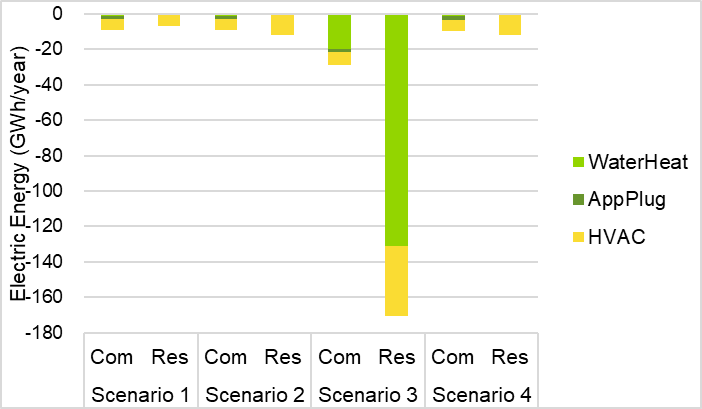 Electric Energy (GWh/year)
0
-20
-40
-60
-80
-100
-120
-140
-160
-180
Com Res Com Res Com Res Com Res
Scenario 1 Scenario 2 Scenario 3 Scenario 4
WaterHeat
AppPlug
HVAC